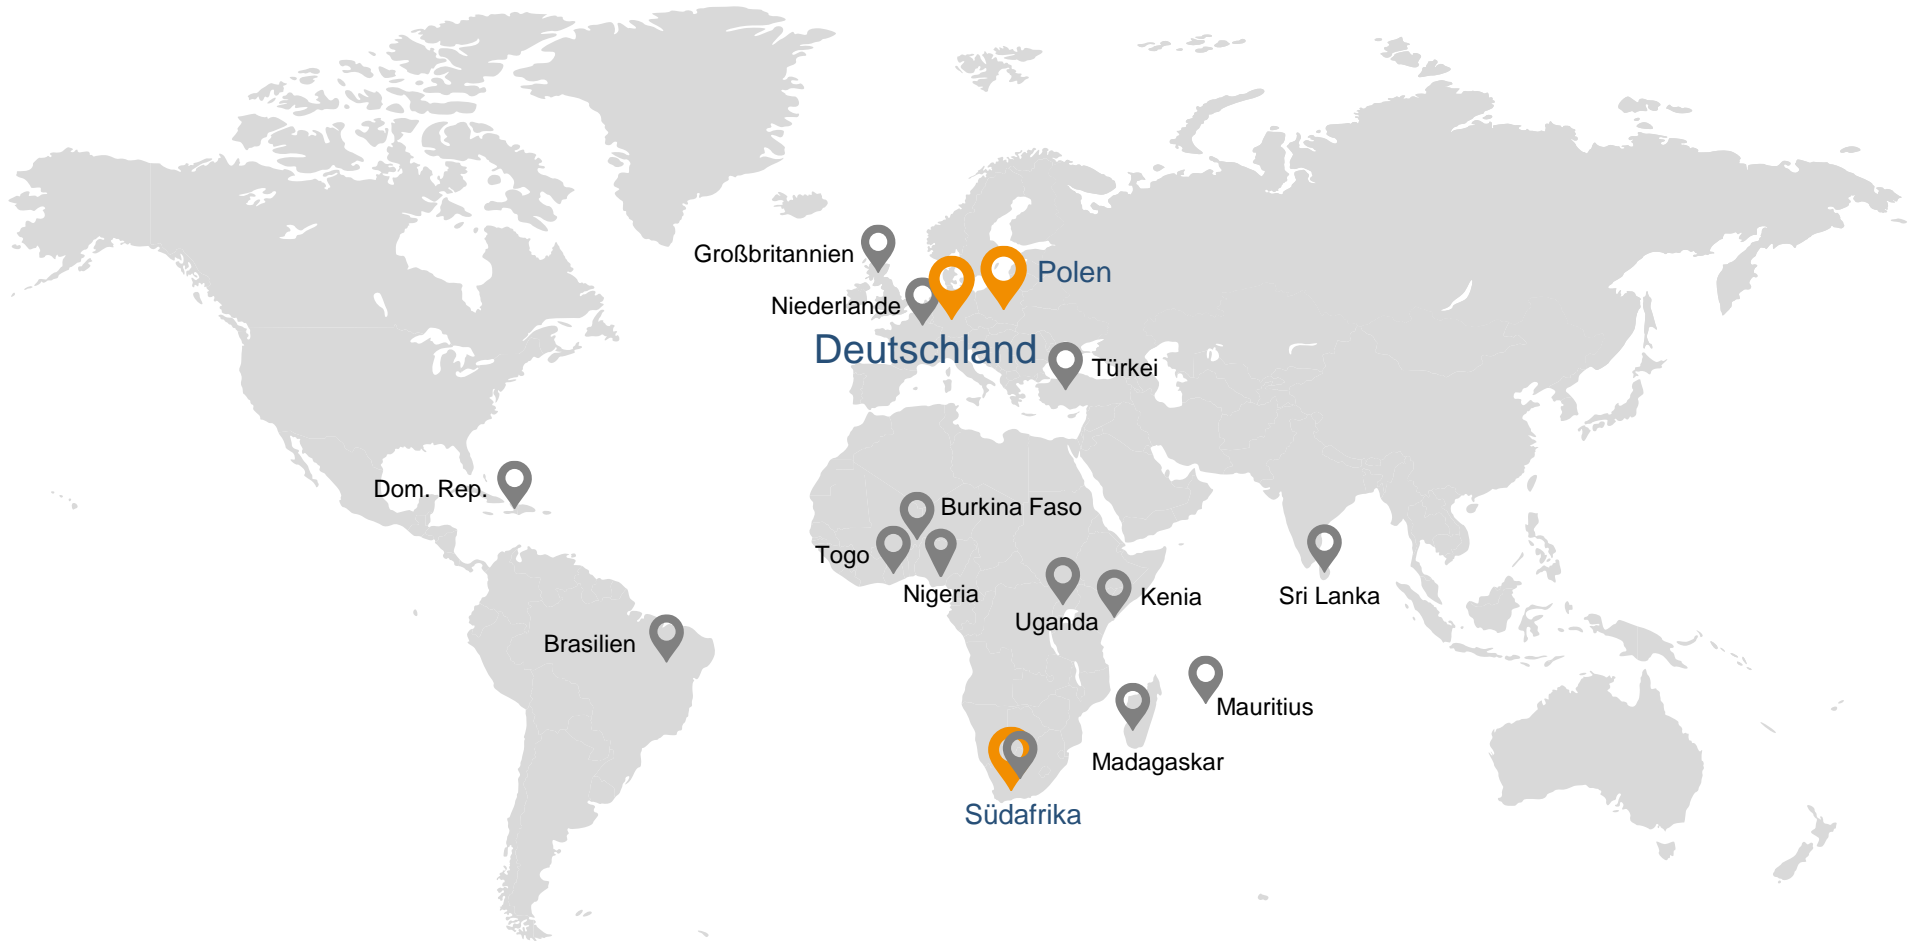 Großbritannien
Polen
Niederlande
Deutschland
Türkei
Dom. Rep.
Burkina Faso
Togo
Nigeria
Kenia
Sri Lanka
Uganda
Brasilien
Mauritius
Madagaskar
Südafrika